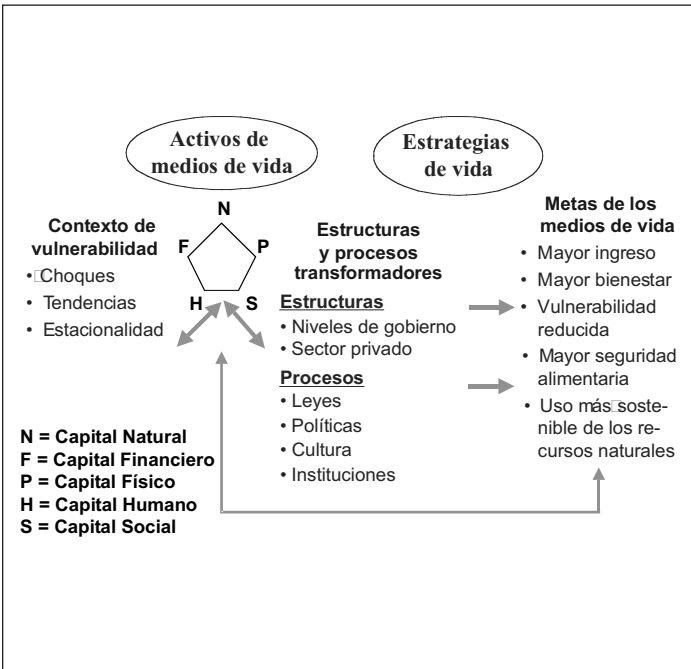 Activos de
medios de vida
Estrategias
de vida
Contexto de
vulnerabilidad
• Choques
• Tendencias
• Estacionalidad
N
F
P
H
S
Estructuras
y procesos
transformadores
Estructuras
• Niveles de gobierno
• Sector privado
Procesos
• Leyes
• Políticas
• Cultura
• Instituciones
Metas de los
medios de vida
• Mayor ingreso
• Mayor bienestar
• Vulnerabilidad
reducida
• Mayor seguridad
alimentaria
• Uso más soste-
nible de los re-
cursos naturales
N = Capital Natural
F = Capital Financiero
P = Capital Físico
H = Capital Humano
S = Capital Social